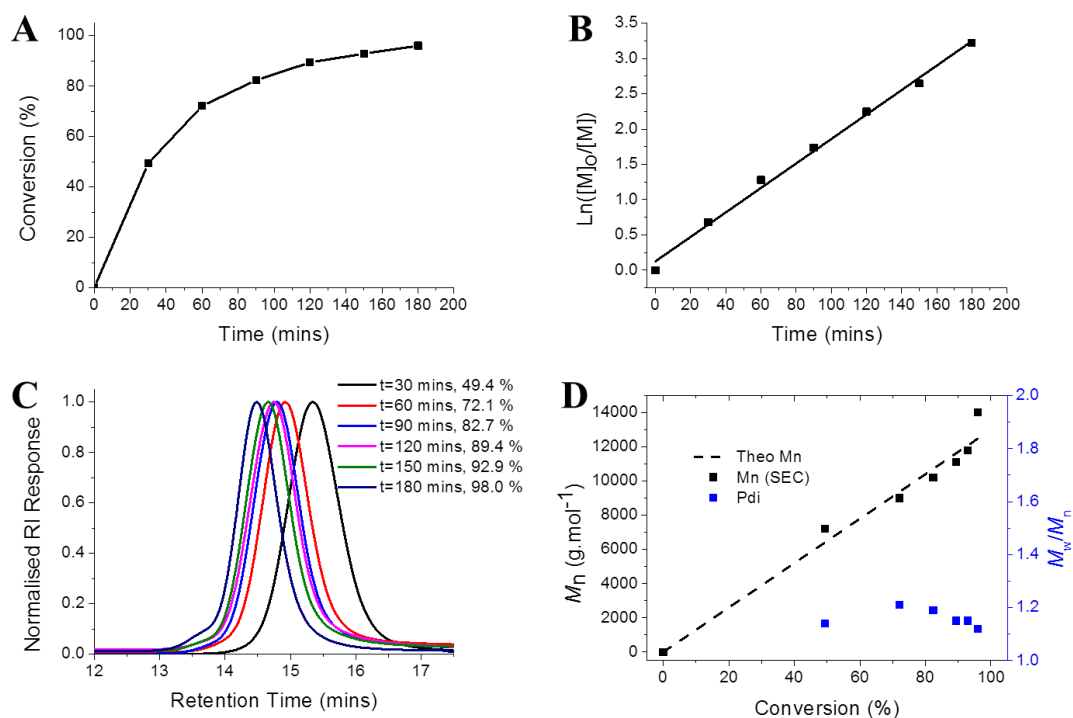 A
Conversion (%)
100
80
60
40
20
0
0 20 40 60 80 100 120 140 160 180 200
Time (mins)
B
Ln([M]O/[M])
3.5
3.0
2.5
2.0
1.5
1.0
0.5
0.0
0 20 40 60 80 100 120 140 160 180 200
Time (mins)
C
t=30 mins, 49.4 %
t=60 mins, 72.1 %
t=90 mins, 82.7 %
t=120 mins, 89.4 %
t=150 mins, 92.9 %
t=180 mins, 98.0 %
Normalised RI Response
1.0
0.8
0.6
0.4
0.2
0.0
12 13 14 15 16 17
Retention Time (mins)
D
Mn (g.mol-1)
14000
12000
10000
8000
6000
4000
2000
0
Theo Mn
Mn (SEC)
Pdi
2.0
1.8
1.6
1.4
1.2
1.0
Mw/Mn
0 20 40 60 80 100
Conversion (%)